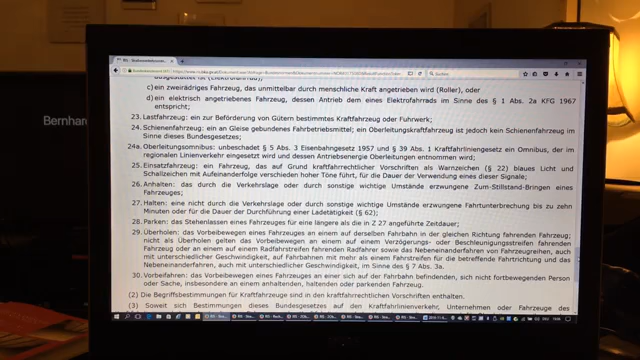 Bernhar
ausgestattet ist (Elektrofahrrad),
c) ein zweirädriges Fahrzeug, das unmittelbar durch menschliche Kraft angetrieben wird (Roller), oder
d) ein elektrisch angetriebenes Fahrzeug, dessen Antrieb dem eines Elektrofahrrads im Sinne des § 1 Abs. 2a KFG 1967
entspricht;
23. Lastfahrzeug: ein zur Beförderung von Gütern bestimmtes Kraftfahrzeug oder Fuhrwerk;
24. Schienenfahrzeug: ein an Gleise gebundenes Fahrbetriebsmittel; ein Oberleitungskraftfahrzeug ist jedoch kein Schienenfahrzeug im
Sinne dieses Bundesgesetzes;
24a. Oberleitungsomnibus: unbeschadet § 5 Abs. 3 Eisenbahngesetz 1957 und § 39 Abs. 1 Kraftfahrliniengesetz ein Omnibus, der im
regionalen Linienverkehr eingesetzt wird und dessen Antriebsenergie Oberleitungen entnommen wird;
25. Einsatzfahrzeug: ein Fahrzeug, das auf Grund kraftfahrrechtlicher Vorschriften als Warnzeichen (§ 22) blaues Licht und
Schallzeichen mit Aufeinanderfolge verschieden hoher Töne führt, für die Dauer der Verwendung eines dieser Signale;
26. Anhalten: das durch die Verkehrslage oder durch sonstige wichtige Umstände erzwungene Zum-Stillstand-Bringen eines
Fahrzeuges;
27. Halten: eine nicht durch die Verkehrslage oder durch sonstige wichtige Umstände erzwungene Fahrtunterbrechung bis zu zehn
Minuten oder für die Dauer der Durchführung einer Ladetätigkeit (§ 62);
28. Parken: das Stehenlassen eines Fahrzeuges für eine längere als die in Z 27 angeführte Zeitdauer;
29. Überholen: das Vorbeibewegen eines Fahrzeuges an einem auf derselben Fahrbahn in der gleichen Richtung fahrenden Fahrzeug;
nicht als Überholen gelten das Vorbeibewegen an einem auf einem Verzögerungs- oder Beschleunigungsstreifen fahrenden
Fahrzeug oder an einem auf einem Radfahrstreifen fahrenden Radfahrer sowie das Nebeneinanderfahren von Fahrzeugreihen, auch
mit unterschiedlicher Geschwindigkeit, auf Fahrbahnen mit mehr als einem Fahrstreifen für die betreffende Fahrtrichtung und das
Nebeneinanderfahren, auch mit unterschiedlicher Geschwindigkeit, im Sinne des § 7 Abs. 3a.
30. Vorbeifahren: das Vorbeibewegen eines Fahrzeuges an einer sich auf der Fahrbahn befindenden, sich nicht fortbewegenden Person
oder Sache, insbesondere an einem anhaltenden, haltenden oder parkenden Fahrzeug.
(2) Die Begriffsbestimmungen für Kraftfahrzeuge sind in den kraftfahrrechtlichen Vorschriften enthalten.
(3) Soweit sich Bestimmungen dieses Bundesgesetzes auf den Kraftfahrlinienverkehr, Unternehmen oder Fahrzeuge des